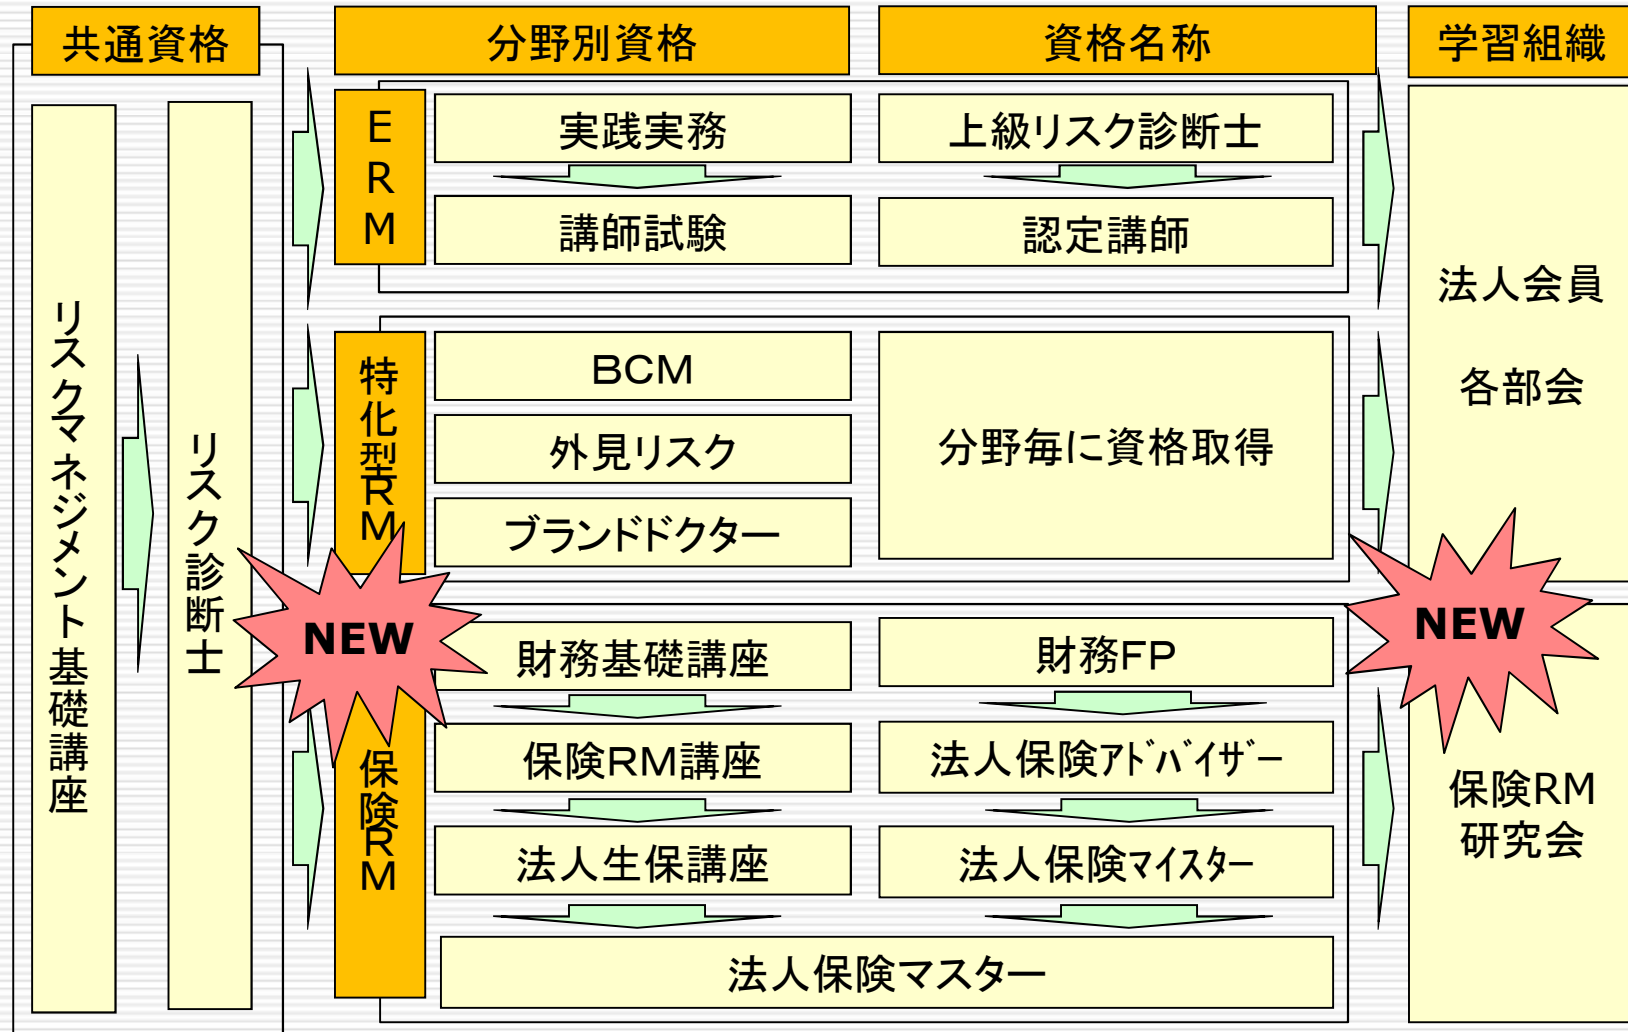 共通資格
分野別資格
資格名称
学習組織
リスクマネジメント基礎講座
リスク診断士
ERM
実践実務
上級リスク診断士
講師試験
認定講師
特化型RM
BCM
外見リスク
ブランドドクター
分野毎に資格取得
法人会員
各部会
NEW
NEW
保険RM
財務基礎講座
財務FP
保険RM講座
法人保険ｱﾄﾞﾊﾞｲｻﾞｰ
法人生保講座
法人保険ﾏｲｽﾀｰ
法人保険マスター
保険RM
研究会